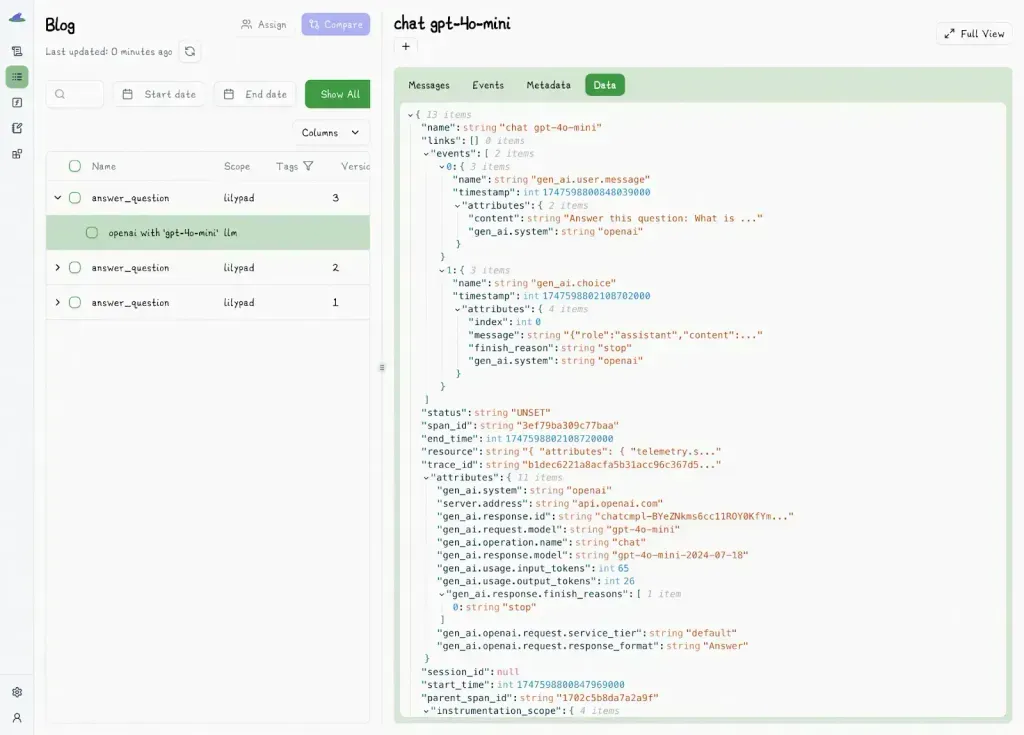 Blog
Assign
Compare
Last updated: 0 minutes ago
Start date
End date
Show All
Columns
Name Scope Tags Versic
answer_question lilypad 3
openai with 'gpt-4o-mini' llm
answer_question lilypad 2
answer_question lilypad 1
chat gpt-4o-mini
+
Full View
Messages Events Metadata Data
{ 13 items
"name": string "chat gpt-4o-mini"
"links": [] 0 items
"events": [ 2 items
0: { 3 items
"name": string "gen_ai.user.message"
"timestamp": int 1747598800848039000
"attributes": { 2 items
"content": string "Answer this question: What is ..."
"gen_ai.system": string "openai"
}
}
1: { 3 items
"name": string "gen_ai.choice"
"timestamp": int 1747598802108702000
"attributes": { 4 items
"index": int 0
"message": string "{"role":"assistant","content":..."
"finish_reason": string "stop"
"gen_ai.system": string "openai"
}
}
]
"status": string "UNSET"
"span_id": string "3ef79ba309c77baa"
"end_time": int 1747598802108720000
"resource": string "{ "attributes": { "telemetry.s..."
"trace_id": string "b1dec6221a8acfa5b31acc96c367d5..."
"attributes": { 11 items
"gen_ai.system": string "openai"
"server.address": string "api.openai.com"
"gen_ai.response.id": string "chatcmpl-BYeZNkms6cc11ROY0KfYm..."
"gen_ai.request.model": string "gpt-4o-mini"
"gen_ai.operation.name": string "chat"
"gen_ai.response.model": string "gpt-4o-mini-2024-07-18"
"gen_ai.usage.input_tokens": int 65
"gen_ai.usage.output_tokens": int 26
"gen_ai.response.finish_reasons": [ 1 item
0: string "stop"
]
"gen_ai.openai.request.service_tier": string "default"
"gen_ai.openai.request.response_format": string "Answer"
}
"session_id": null
"start_time": int 1747598800847969000
"parent_span_id": string "1702c5b8da7a2a9f"
"instrumentation_scope": { 4 items